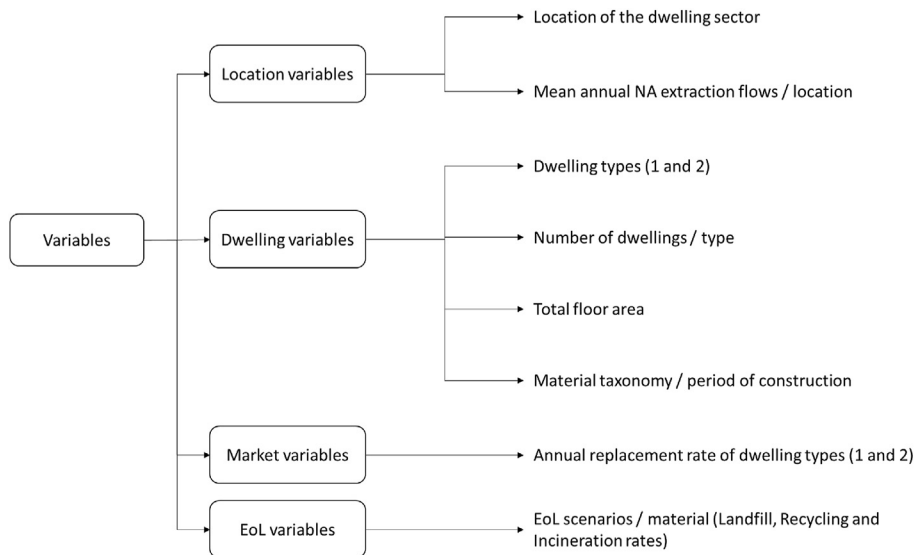 Location of the dwelling sector
Location variables
Mean annual NA extraction flows / location
Dwelling types (1 and 2)
Variables
Dwelling variables
Number of dwellings / type
Total floor area
Material taxonomy / period of construction
Market variables
Annual replacement rate of dwelling types (1 and 2)
EoL variables
EoL scenarios / material (Landfill, Recycling and
Incineration rates)